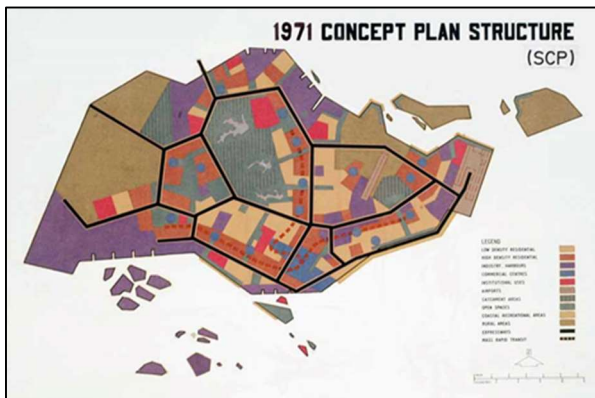 1971 CONCEPT PLAN STRUCTURE
(SCP)
LEGEND
LOW DENSITY RESIDENTIAL
HIGH DENSITY RESIDENTIAL
INDUSTRY, HARBOURS
COMMERCIAL CENTRES
INSTITUTIONAL USES
AIRPORTS
CATCHMENT AREAS
OPEN SPACES
COASTAL RECREATIONAL AREAS
RURAL AREAS
EXPRESSWAYS
MASS RAPID TRANSIT